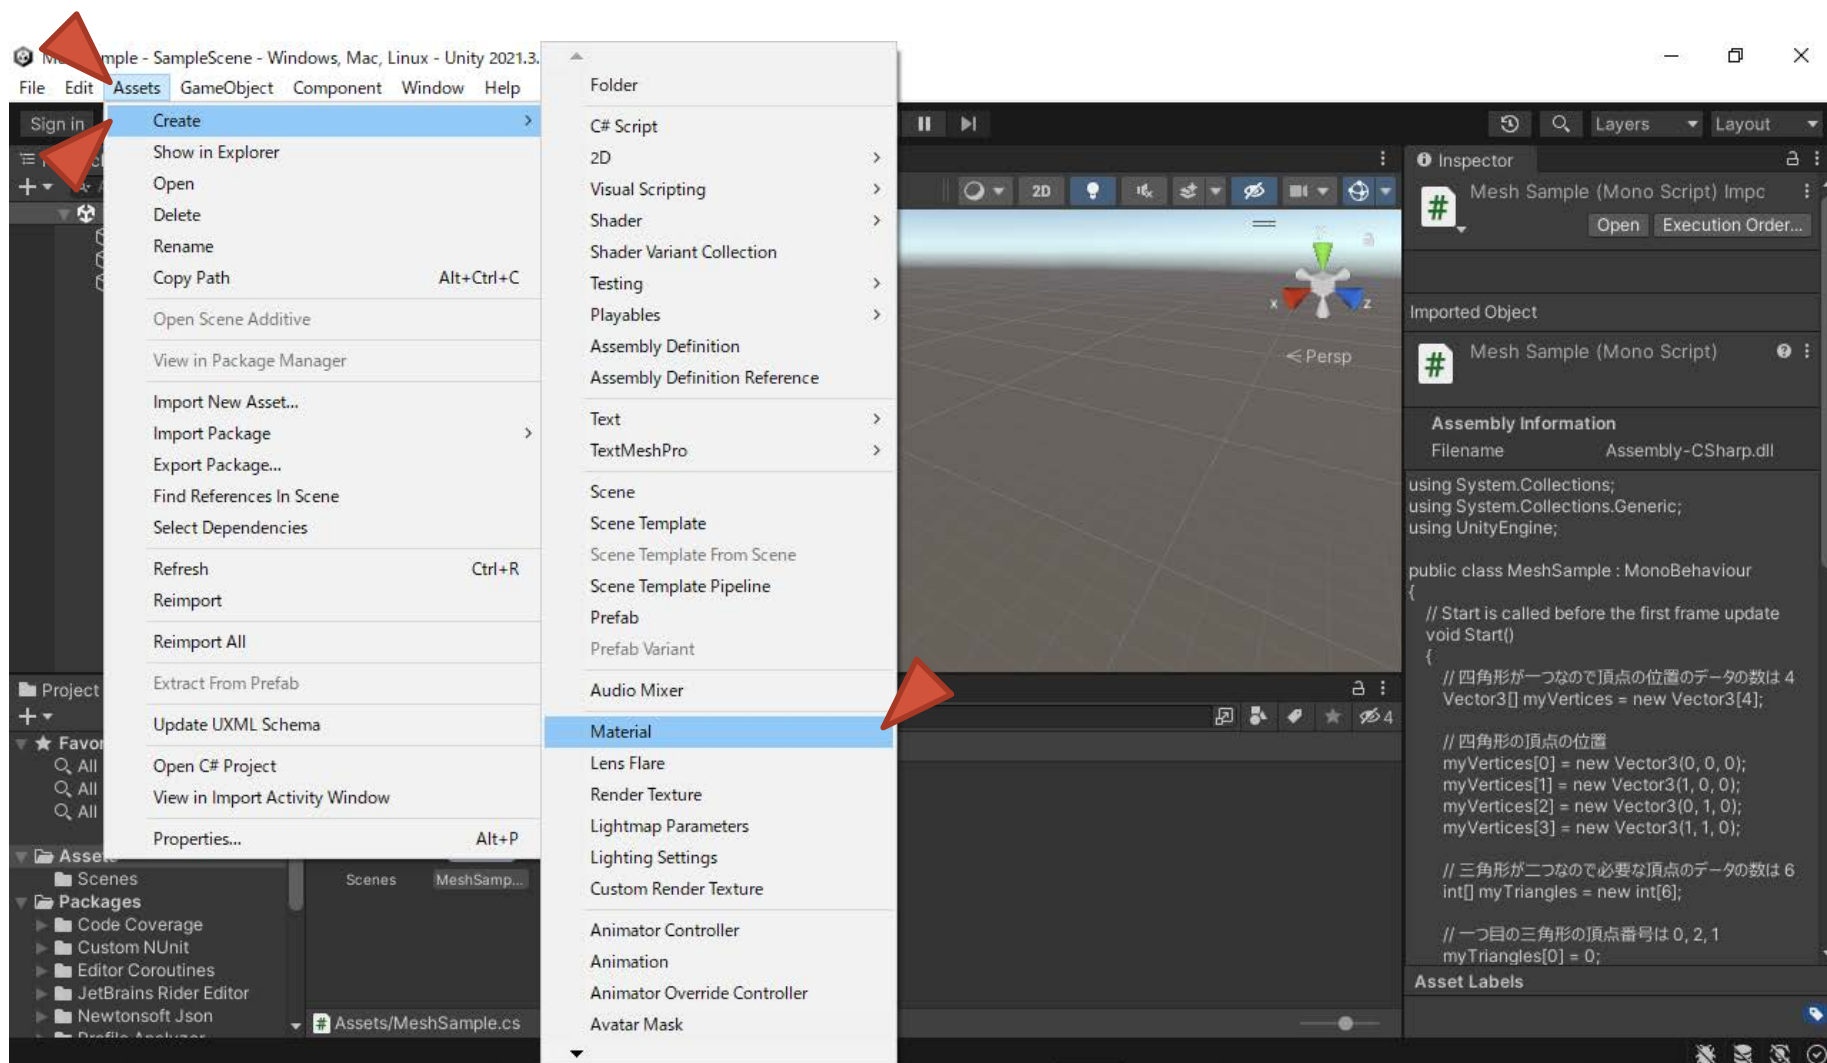 mple - SampleScene - Windows, Mac, Linux - Unity 2021.3.
File Edit Assets GameObject Component Window Help
Sign in
Layers Layout
Create
Show in Explorer
Open
Delete
Rename
Copy Path Alt+Ctrl+C
Open Scene Additive
View in Package Manager
Import New Asset...
Import Package
Export Package...
Find References In Scene
Select Dependencies
Refresh Ctrl+R
Reimport
Reimport All
Extract From Prefab
Update UXML Schema
Open C# Project
View in Import Activity Window
Properties... Alt+P
Folder
C# Script
2D
Visual Scripting
Shader
Shader Variant Collection
Testing
Playables
Assembly Definition
Assembly Definition Reference
Text
TextMeshPro
Scene
Scene Template
Scene Template From Scene
Scene Template Pipeline
Prefab
Prefab Variant
Audio Mixer
Material
Lens Flare
Render Texture
Lightmap Parameters
Lighting Settings
Custom Render Texture
Animator Controller
Animation
Animator Override Controller
Avatar Mask
2D
x z
Persp
4
Project
Favor
All
All
All
Asse
Scenes
Packages
Code Coverage
Custom NUnit
Editor Coroutines
JetBrains Rider Editor
Newtonsoft Json
Scenes MeshSamp...
Assets/MeshSample.cs
Inspector
Mesh Sample (Mono Script) Impc
Open Execution Order...
Imported Object
Mesh Sample (Mono Script)
Assembly Information
Filename Assembly-CSharp.dll
using System.Collections;
using System.Collections.Generic;
using UnityEngine;
public class MeshSample : MonoBehaviour
{
// Start is called before the first frame update
void Start()
{
// 四角形が一つなので頂点の位置のデータの数は 4
Vector3[] myVertices = new Vector3[4];
// 四角形の頂点の位置
myVertices[0] = new Vector3(0, 0, 0);
myVertices[1] = new Vector3(1, 0, 0);
myVertices[2] = new Vector3(0, 1, 0);
myVertices[3] = new Vector3(1, 1, 0);
// 三角形が二つなので必要な頂点のデータの数は 6
int[] myTriangles = new int[6];
// 一つ目の三角形の頂点番号は 0, 2, 1
myTriangles[0] = 0;
Asset Labels